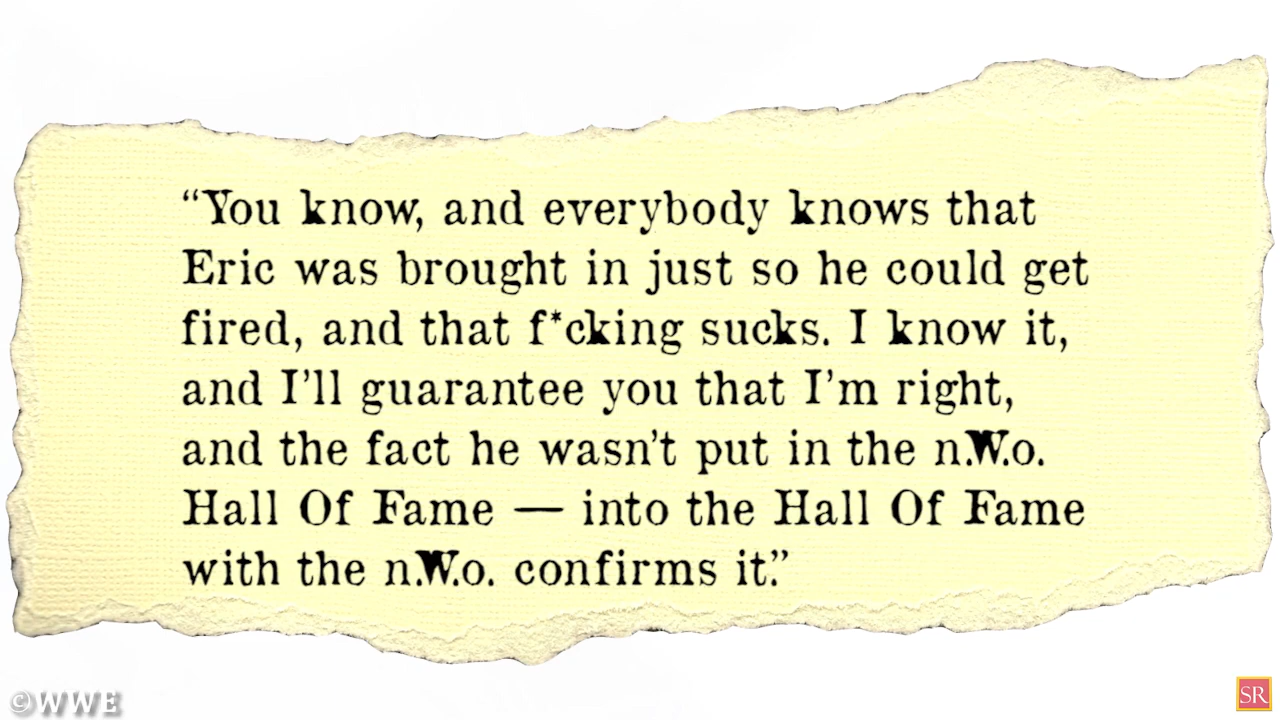 “You know, and everybody knows that
Eric was brought in just so he could get
fired, and that f*cking sucks. I know it,
and I’ll guarantee you that I’m right,
and the fact he wasn’t put in the n.W.o.
Hall Of Fame — into the Hall Of Fame
with the n.W.o. confirms it.”
©WWE
SR